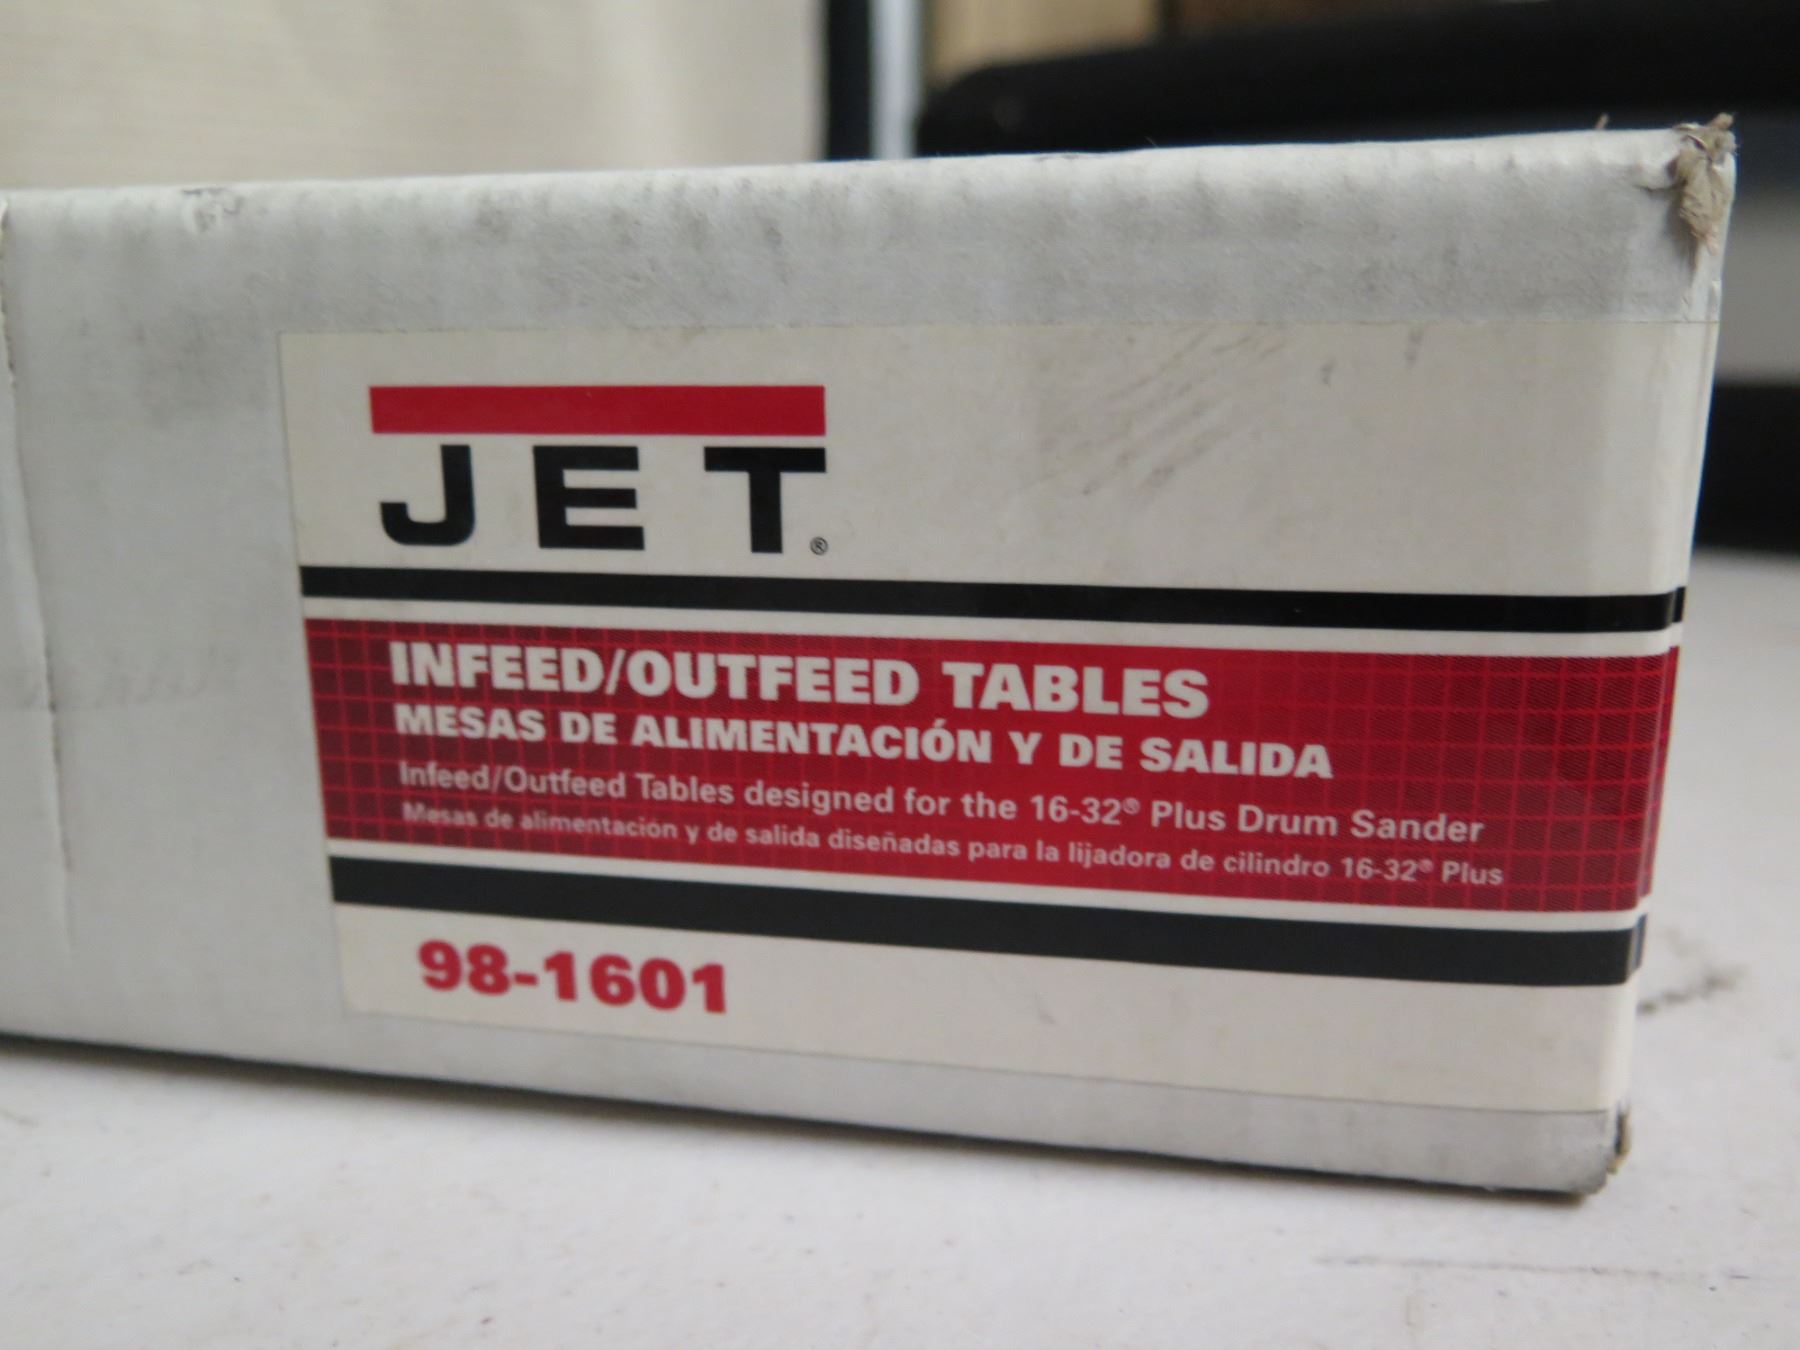 JET®
INFEED/OUTFEED TABLES
MESAS DE ALIMENTACIÓN Y DE SALIDA
Infeed/Outfeed Tables designed for the 16-32® Plus Drum Sander
Mesas de alimentación y de salida diseñadas para la lijadora de cilindro 16-32® Plus
98-1601